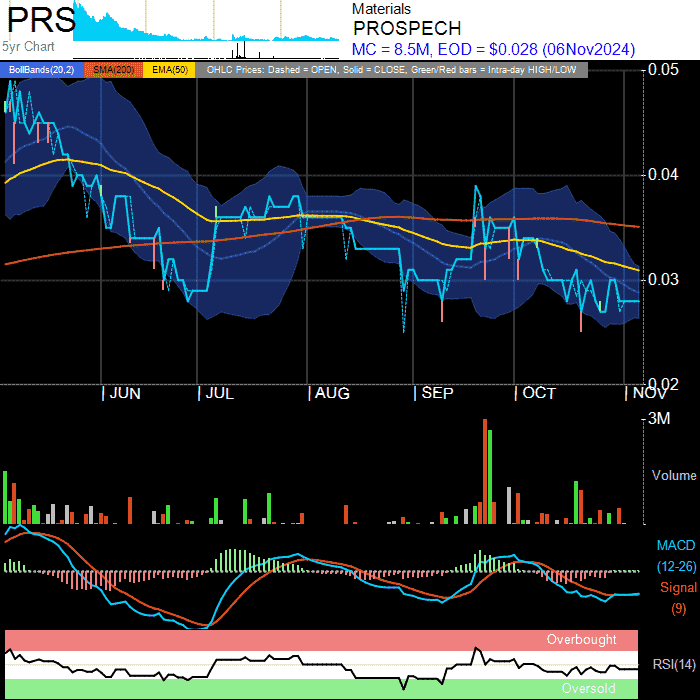 PRS
5yr Chart
Materials
PROSPECH
MC = 8.5M, EOD = $0.028 (06Nov2024)
BollBands(20,2) SMA(200) EMA(50) OHLC Prices: Dashed = OPEN, Solid = CLOSE, Green/Red bars = Intra-day HIGH/LOW
0.05
0.04
0.03
0.02
JUN JUL AUG SEP OCT NOV
3M
Volume
MACD
(12-26)
Signal
(9)
Overbought
RSI(14)
Oversold